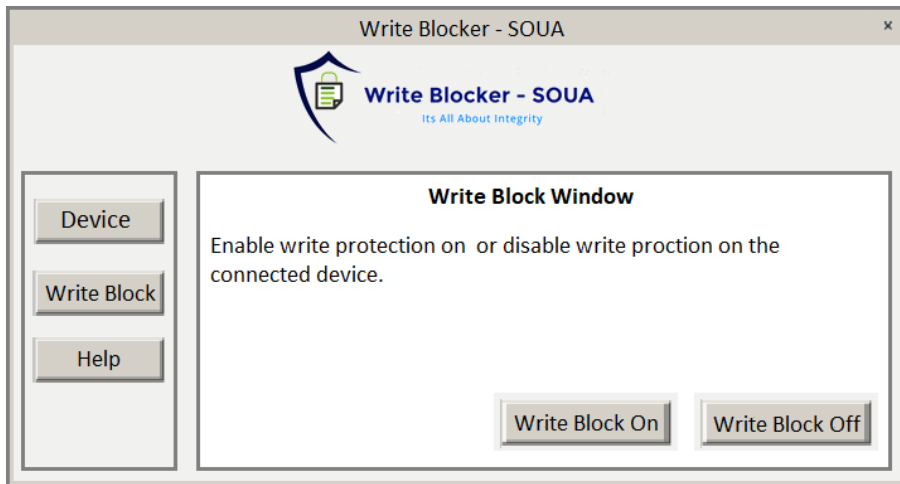 Write Blocker - SOUA
×
Write Blocker - SOUA
Its All About Integrity
Device
Write Block
Help
Write Block Window
Enable write protection on  or disable write proction on the
connected device.
Write Block On
Write Block Off